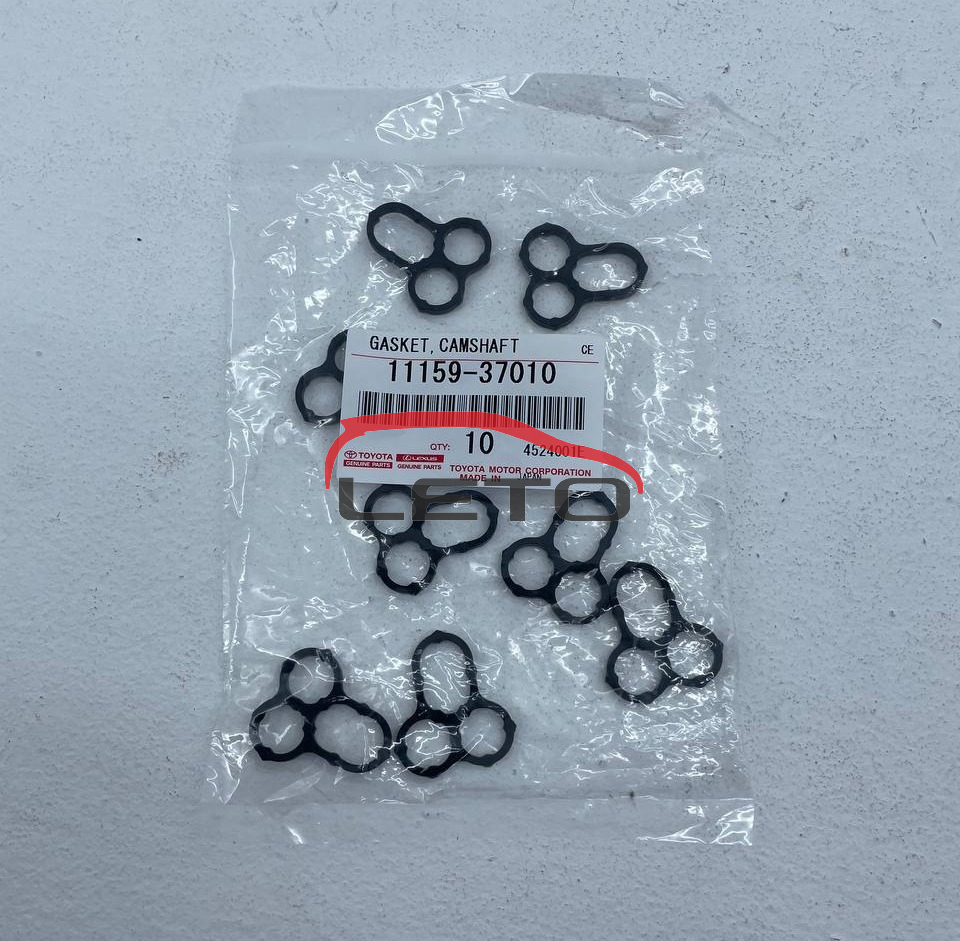 GASKET, CAMSHAFT CE
11159-37010
QTY: 10 4524001E
TOYOTA LEXUS
GENUINE PARTS GENUINE PARTS
TOYOTA MOTOR CORPORATION
MADE IN JAPAN
LETO